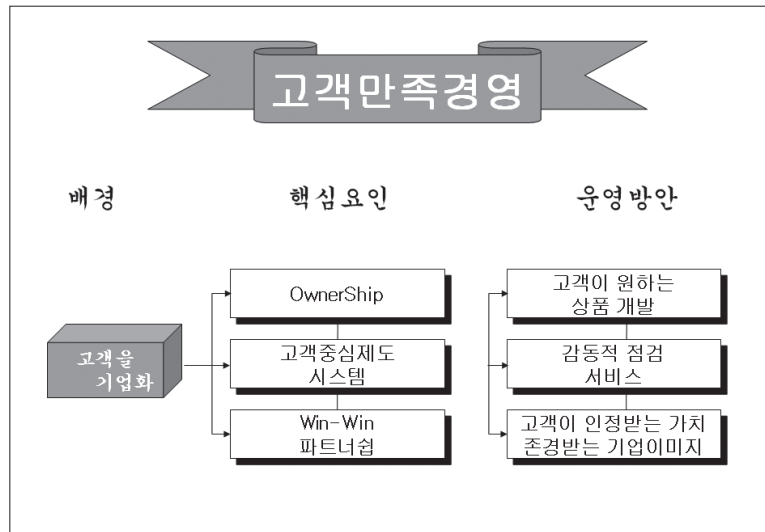 고객만족경영
배경
핵심요인
운영방안
고객을
기업화
OwnerShip
고객중심제도
시스템
Win-Win
파트너쉽
고객이 원하는
상품 개발
감동적 점검
서비스
고객이 인정받는 가치
존경받는 기업이미지